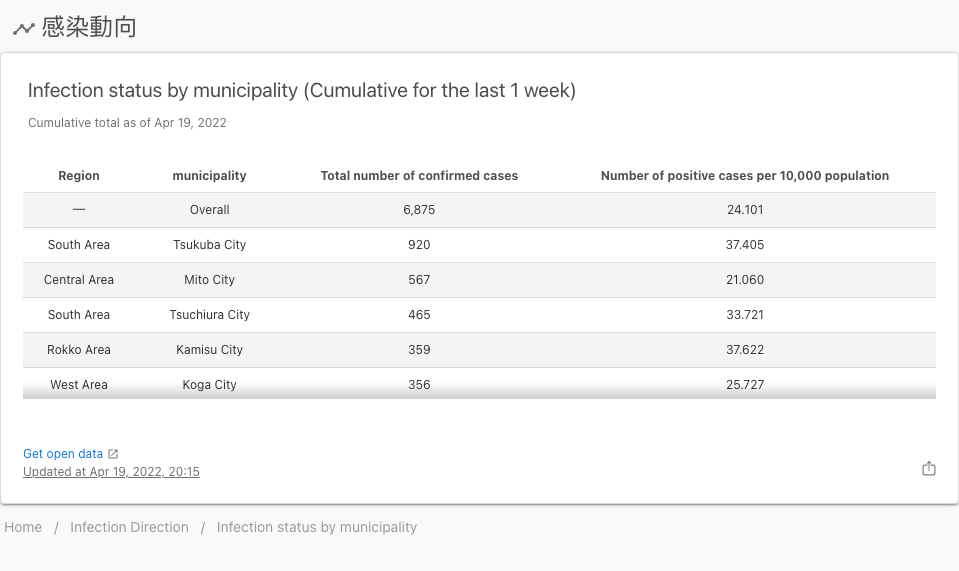 感染動向
Infection status by municipality (Cumulative for the last 1 week)
Cumulative total as of Apr 19, 2022
Region municipality Total number of confirmed cases Number of positive cases per 10,000 population
— Overall 6,875 24.101
South Area Tsukuba City 920 37.405
Central Area Mito City 567 21.060
South Area Tsuchiura City 465 33.721
Rokko Area Kamisu City 359 37.622
West Area Koga City 356 25.727
Get open data
Updated at Apr 19, 2022, 20:15
Home / Infection Direction / Infection status by municipality